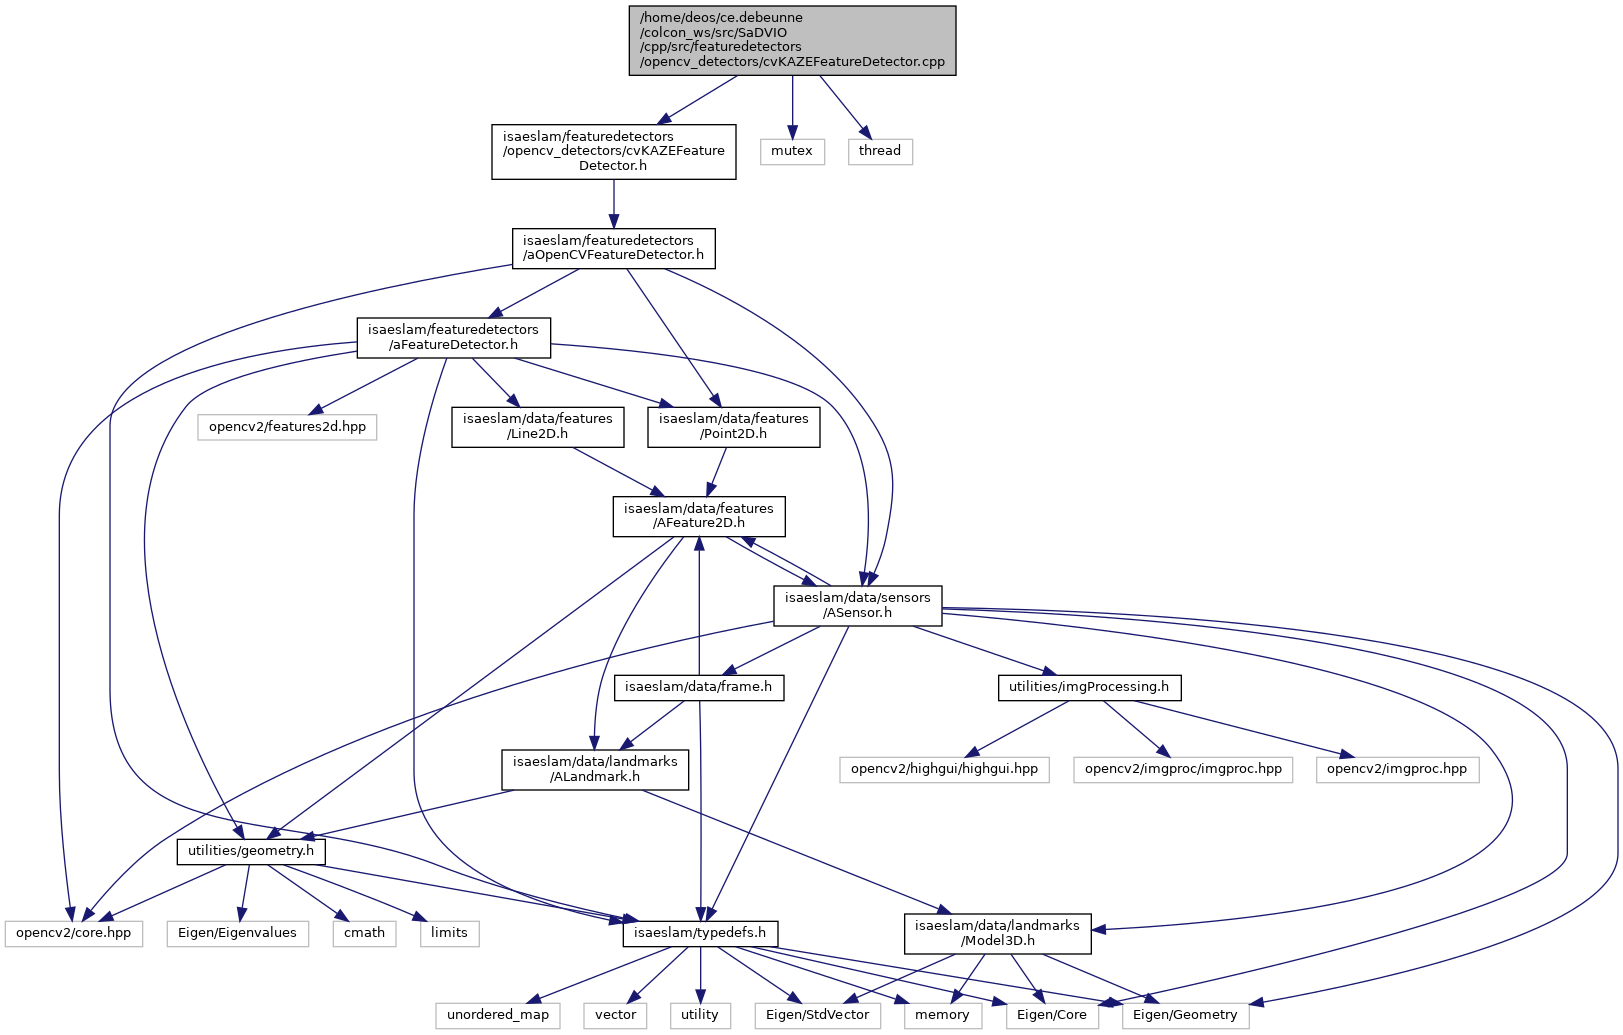 /home/deos/ce.debeunne
/colcon_ws/src/SaDVIO
/cpp/src/featuredetectors
/opencv_detectors/cvKAZEFeatureDetector.cpp
isaeslam/featuredetectors
/opencv_detectors/cvKAZEFeature
Detector.h
mutex
thread
isaeslam/featuredetectors
/aOpenCVFeatureDetector.h
isaeslam/featuredetectors
/aFeatureDetector.h
opencv2/features2d.hpp
isaeslam/data/features
/Line2D.h
isaeslam/data/features
/Point2D.h
isaeslam/data/features
/AFeature2D.h
isaeslam/data/sensors
/ASensor.h
isaeslam/data/frame.h
utilities/imgProcessing.h
isaeslam/data/landmarks
/ALandmark.h
opencv2/highgui/highgui.hpp
opencv2/imgproc/imgproc.hpp
opencv2/imgproc.hpp
utilities/geometry.h
opencv2/core.hpp
Eigen/Eigenvalues
cmath
limits
isaeslam/typedefs.h
isaeslam/data/landmarks
/Model3D.h
unordered_map
vector
utility
Eigen/StdVector
memory
Eigen/Core
Eigen/Geometry